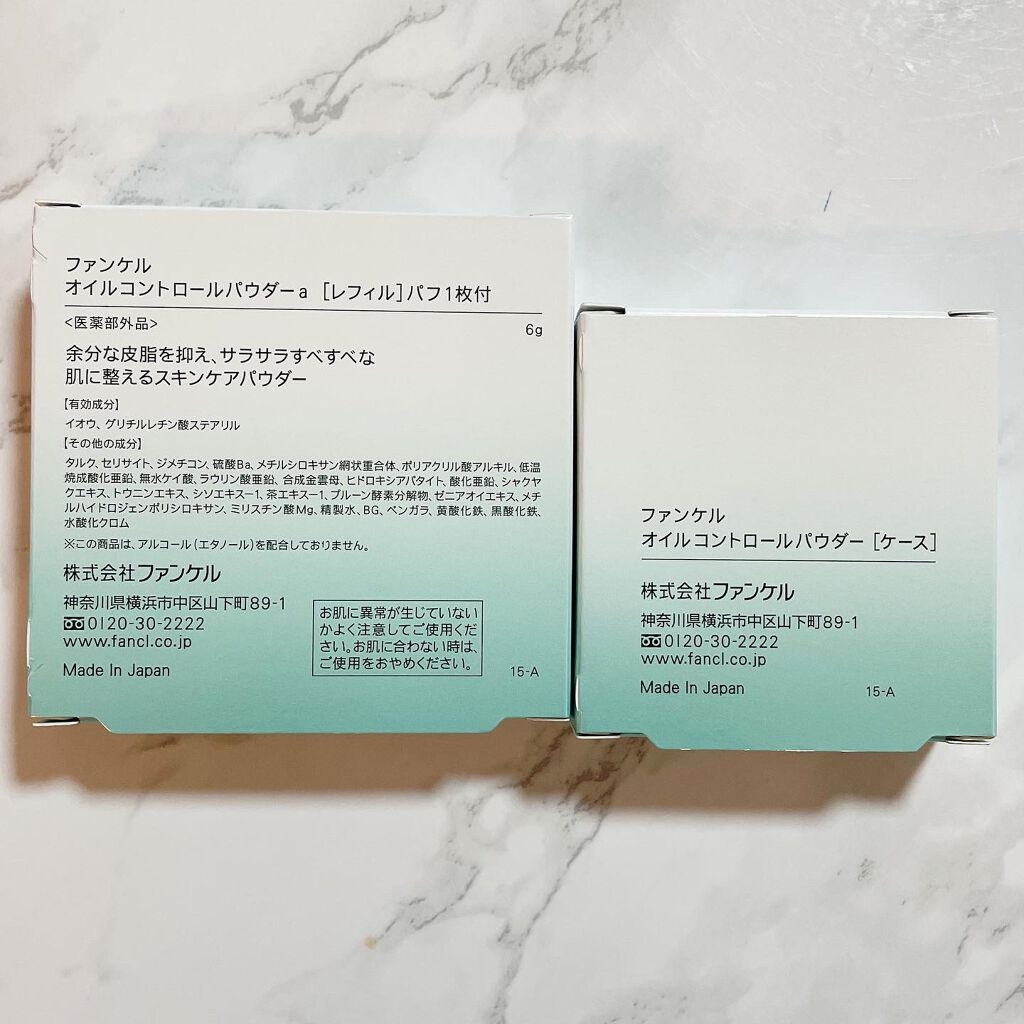 ファンケル
オイルコントロールパウダーa ［レフィル］パフ1枚付
<医薬部外品>
6g
余分な皮脂を抑え、サラサラすべすべな
肌に整えるスキンケアパウダー
【有効成分】
イオウ、グリチルレチン酸ステアリル
【その他の成分】
タルク、セリサイト、ジメチコン、硫酸Ba、メチルシロキサン網状重合体、ポリアクリル酸アルキル、低温
焼成酸化亜鉛、無水ケイ酸、ラウリン酸亜鉛、合成金雲母、ヒドロキシアパタイト、酸化亜鉛、シャクヤ
クエキス、トウニンエキス、シソエキス-1、茶エキス-1、プルーン酵素分解物、ゼニアオイエキス、メチ
ルハイドロジェンポリシロキサン、ミリスチン酸Mg、精製水、BG、ベンガラ、黄酸化鉄、黒酸化鉄、
水酸化クロム
※この商品は、アルコール（エタノール）を配合しておりません。
株式会社ファンケル
神奈川県横浜市中区山下町89-1
0120-30-2222
www.fancl.co.jp
Made In Japan
お肌に異常が生じていない
かよく注意してご使用くだ
さい。お肌に合わない時は、
ご使用をおやめください。
15-A
ファンケル
オイルコントロールパウダー［ケース］
株式会社ファンケル
神奈川県横浜市中区山下町89-1
0120-30-2222
www.fancl.co.jp
Made In Japan
15-A